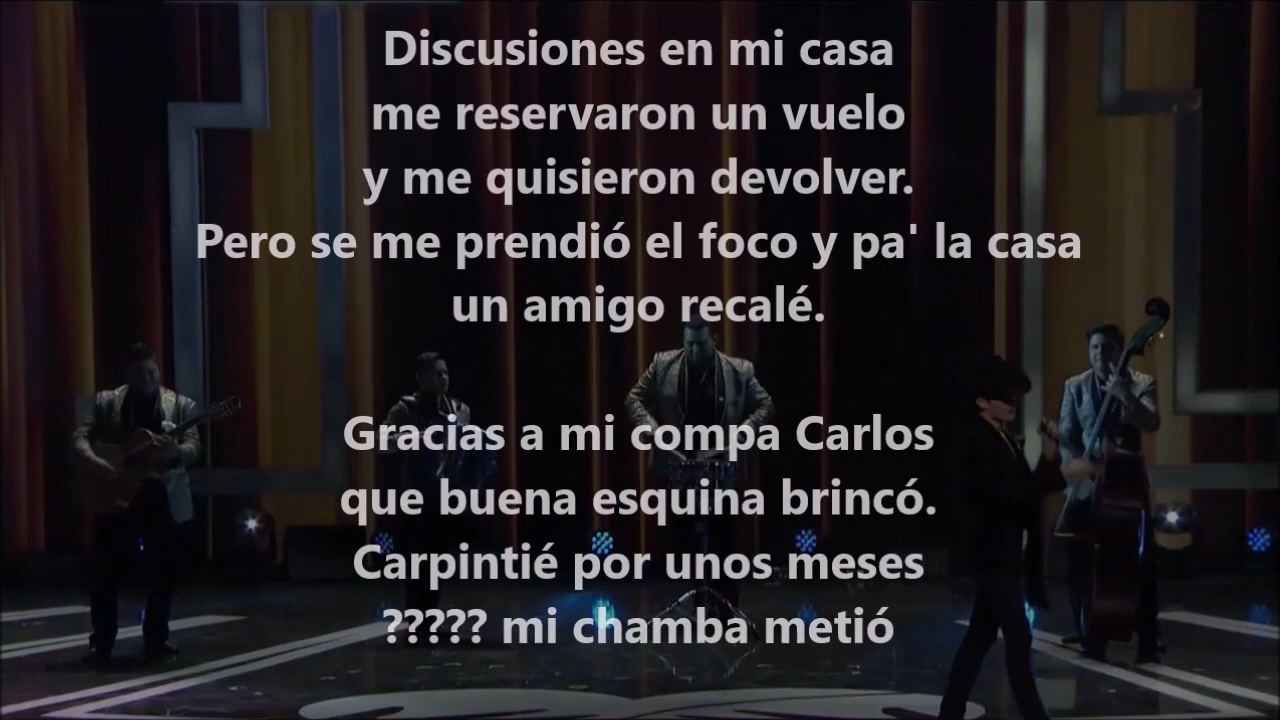 Discusiones en mi casa
me reservaron un vuelo
y me quisieron devolver.
Pero se me prendió el foco y pa' la casa
un amigo recalé.
Gracias a mi compa Carlos
que buena esquina brincó.
Carpintié por unos meses
????? mi chamba metió